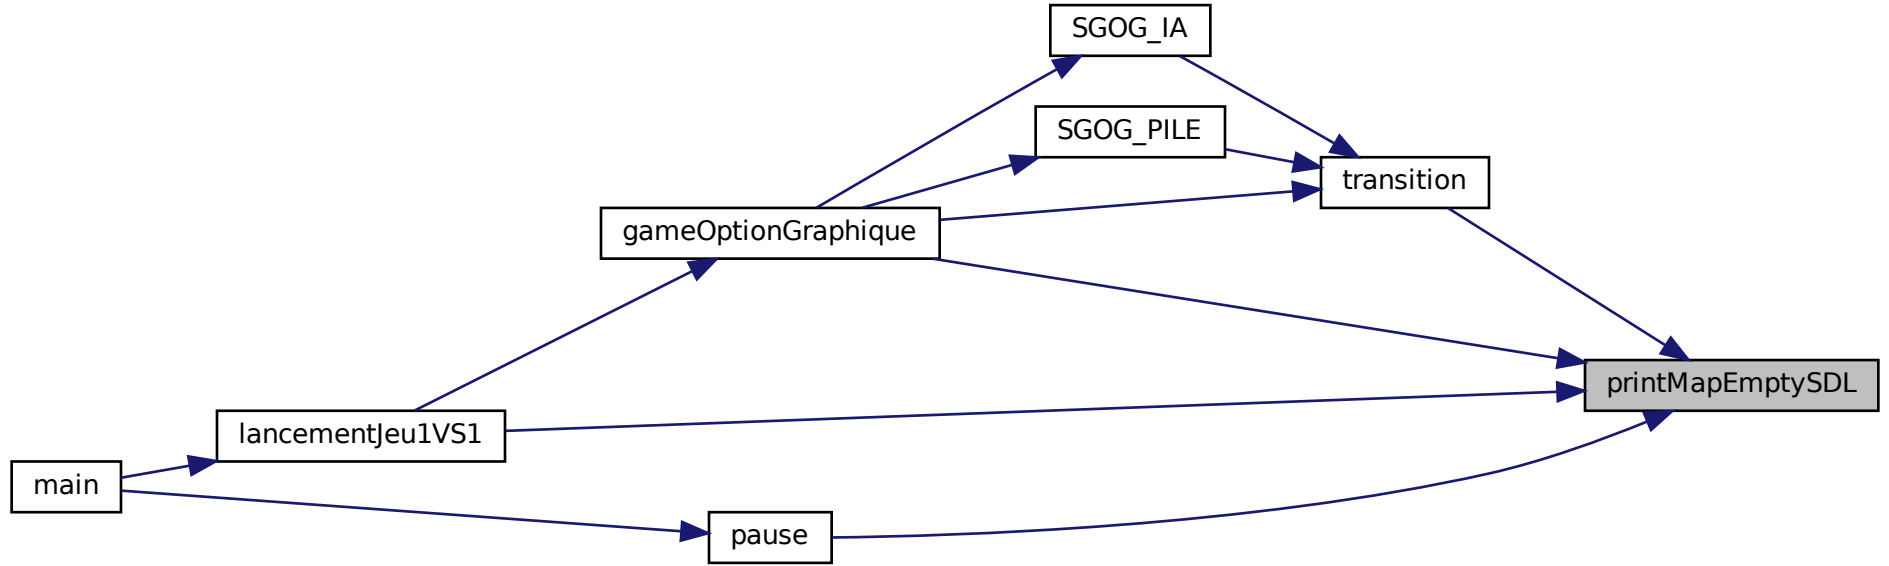 SGOG_IA
SGOG_PILE
transition
gameOptionGraphique
printMapEmptySDL
lancementJeu1VS1
main
pause